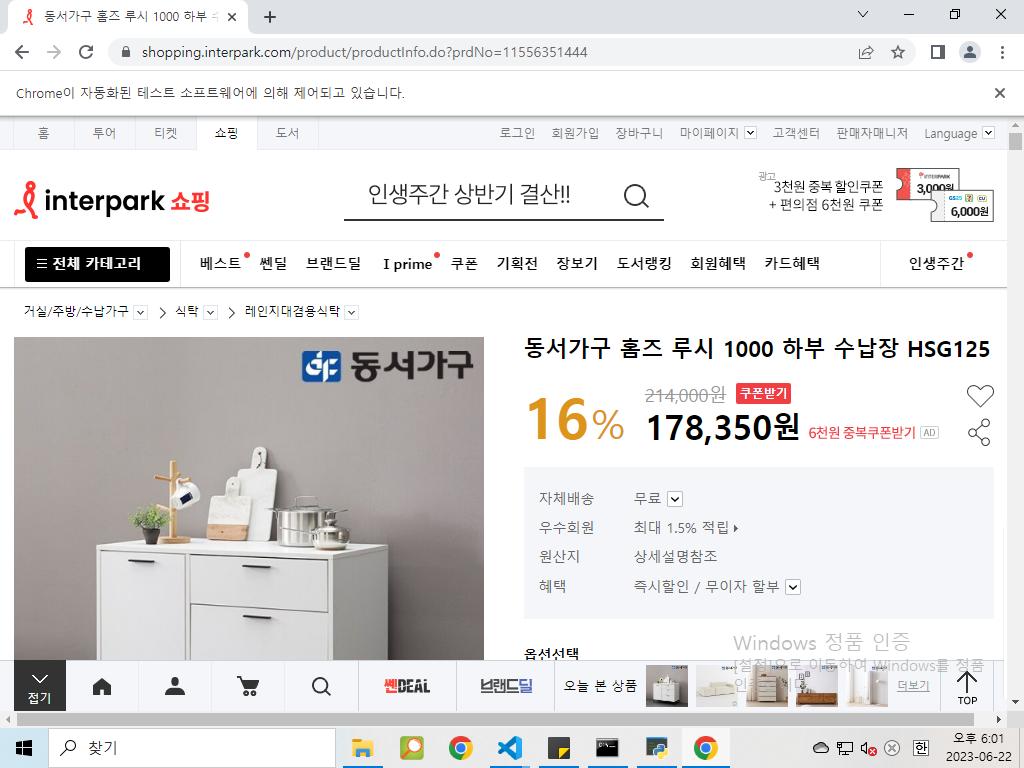 동서가구 홈즈 루시 1000 하부 수
shopping.interpark.com/product/productInfo.do?prdNo=11556351444
Chrome이 자동화된 테스트 소프트웨어에 의해 제어되고 있습니다.
홈 투어 티켓 쇼핑 도서 로그인 회원가입 장바구니 마이페이지 고객센터 판매자매니저 Language
interpark 쇼핑
인생주간 상반기 결산!!
광고
3천원 중복 할인쿠폰
+ 편의점 6천원 쿠폰
INTERPARK
3,000원
GS25 CU
6,000원
전체 카테고리 베스트 쎈딜 브랜드딜 I prime 쿠폰 기획전 장보기 도서랭킹 회원혜택 카드혜택 인생주간
거실/주방/수납가구 > 식탁 > 레인지대겸용식탁
동서가구
동서가구 홈즈 루시 1000 하부 수납장 HSG125
16%
214,000원 쿠폰받기
178,350원 6천원 중복쿠폰받기 AD
자체배송 무료
우수회원 최대 1.5% 적립
원산지 상세설명참조
혜택 즉시할인 / 무이자 할부
옵션선택
Windows 정품 인증
[설정]으로 이동하여 Windows를 정품
접기
쎈DEAL
브랜드딜
오늘 본 상품
더보기
TOP
찾기
한
오후 6:01
2023-06-22